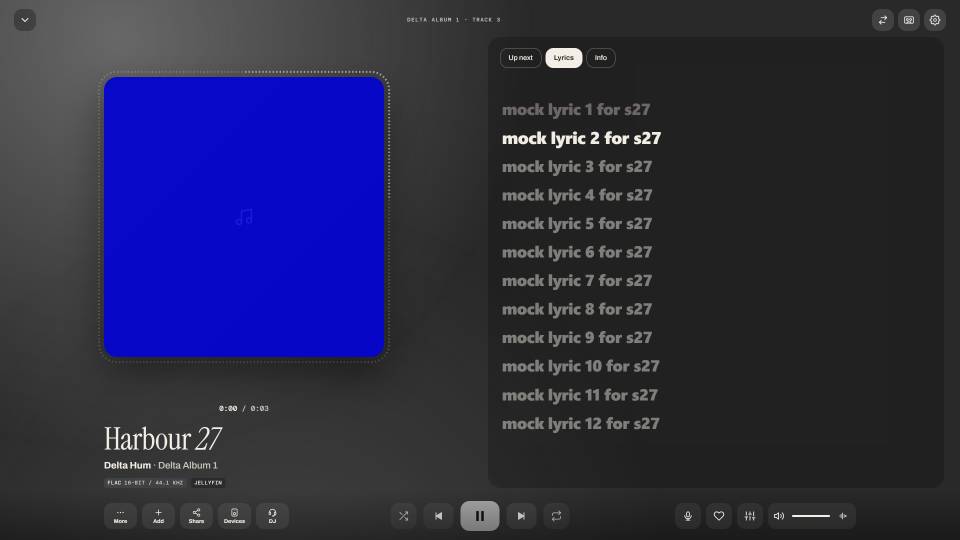 DELTA ALBUM 1 · TRACK 3
Up next
Lyrics
Info
mock lyric 1 for s27
mock lyric 2 for s27
mock lyric 3 for s27
mock lyric 4 for s27
mock lyric 5 for s27
mock lyric 6 for s27
mock lyric 7 for s27
mock lyric 8 for s27
mock lyric 9 for s27
mock lyric 10 for s27
mock lyric 11 for s27
mock lyric 12 for s27
0:00 / 0:03
Harbour 27
Delta Hum · Delta Album 1
FLAC 16-BIT / 44.1 KHZ
JELLYFIN
More
Add
Share
Devices
DJ